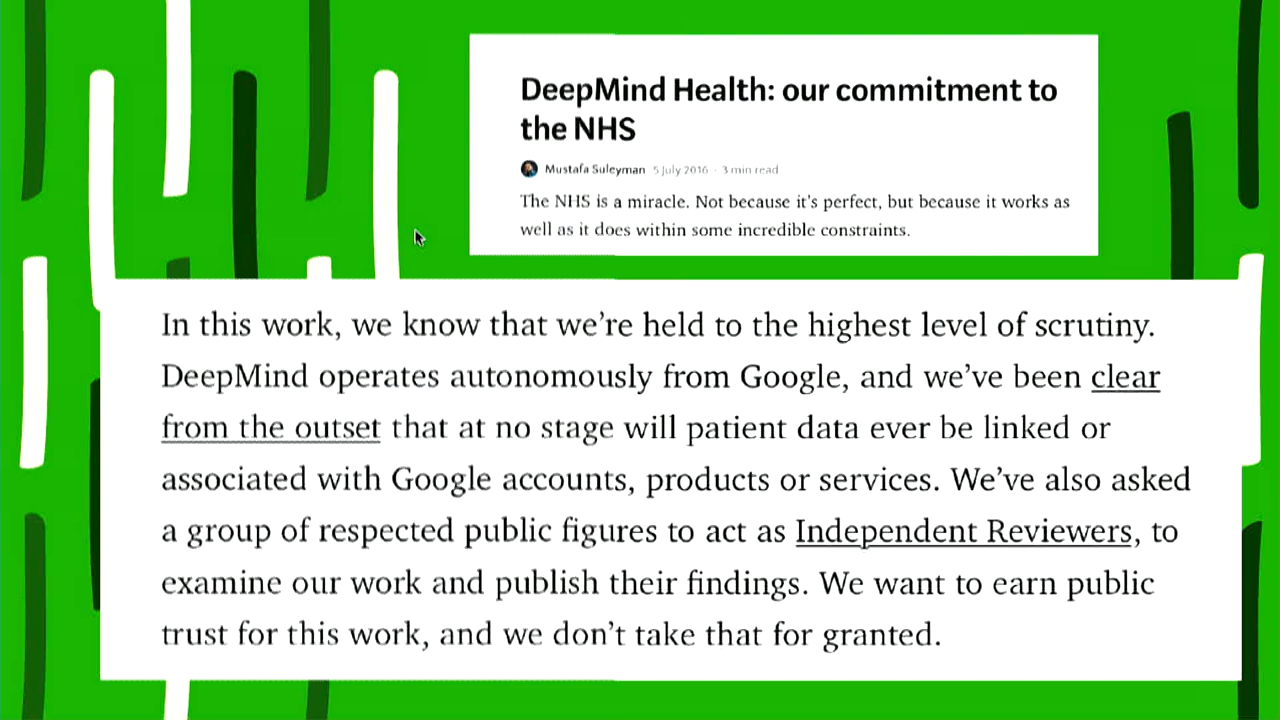 DeepMind Health: our commitment to
the NHS
Mustafa Suleyman 5 July 2016 · 3 min read
The NHS is a miracle. Not because it's perfect, but because it works as
well as it does within some incredible constraints.
In this work, we know that we're held to the highest level of scrutiny.
DeepMind operates autonomously from Google, and we've been clear
from the outset that at no stage will patient data ever be linked or
associated with Google accounts, products or services. We've also asked
a group of respected public figures to act as Independent Reviewers, to
examine our work and publish their findings. We want to earn public
trust for this work, and we don't take that for granted.